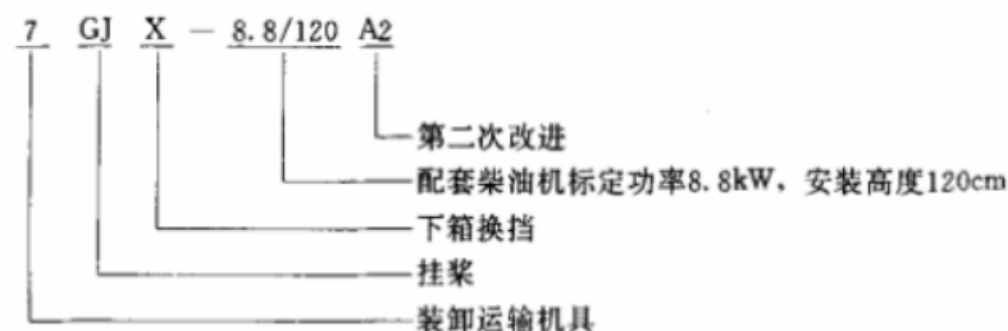 7 GJ X — 8.8/120 A2
第二次改进
配套柴油机标定功率8.8kW，安装高度120cm
下箱换挡
挂桨
装卸运输机具